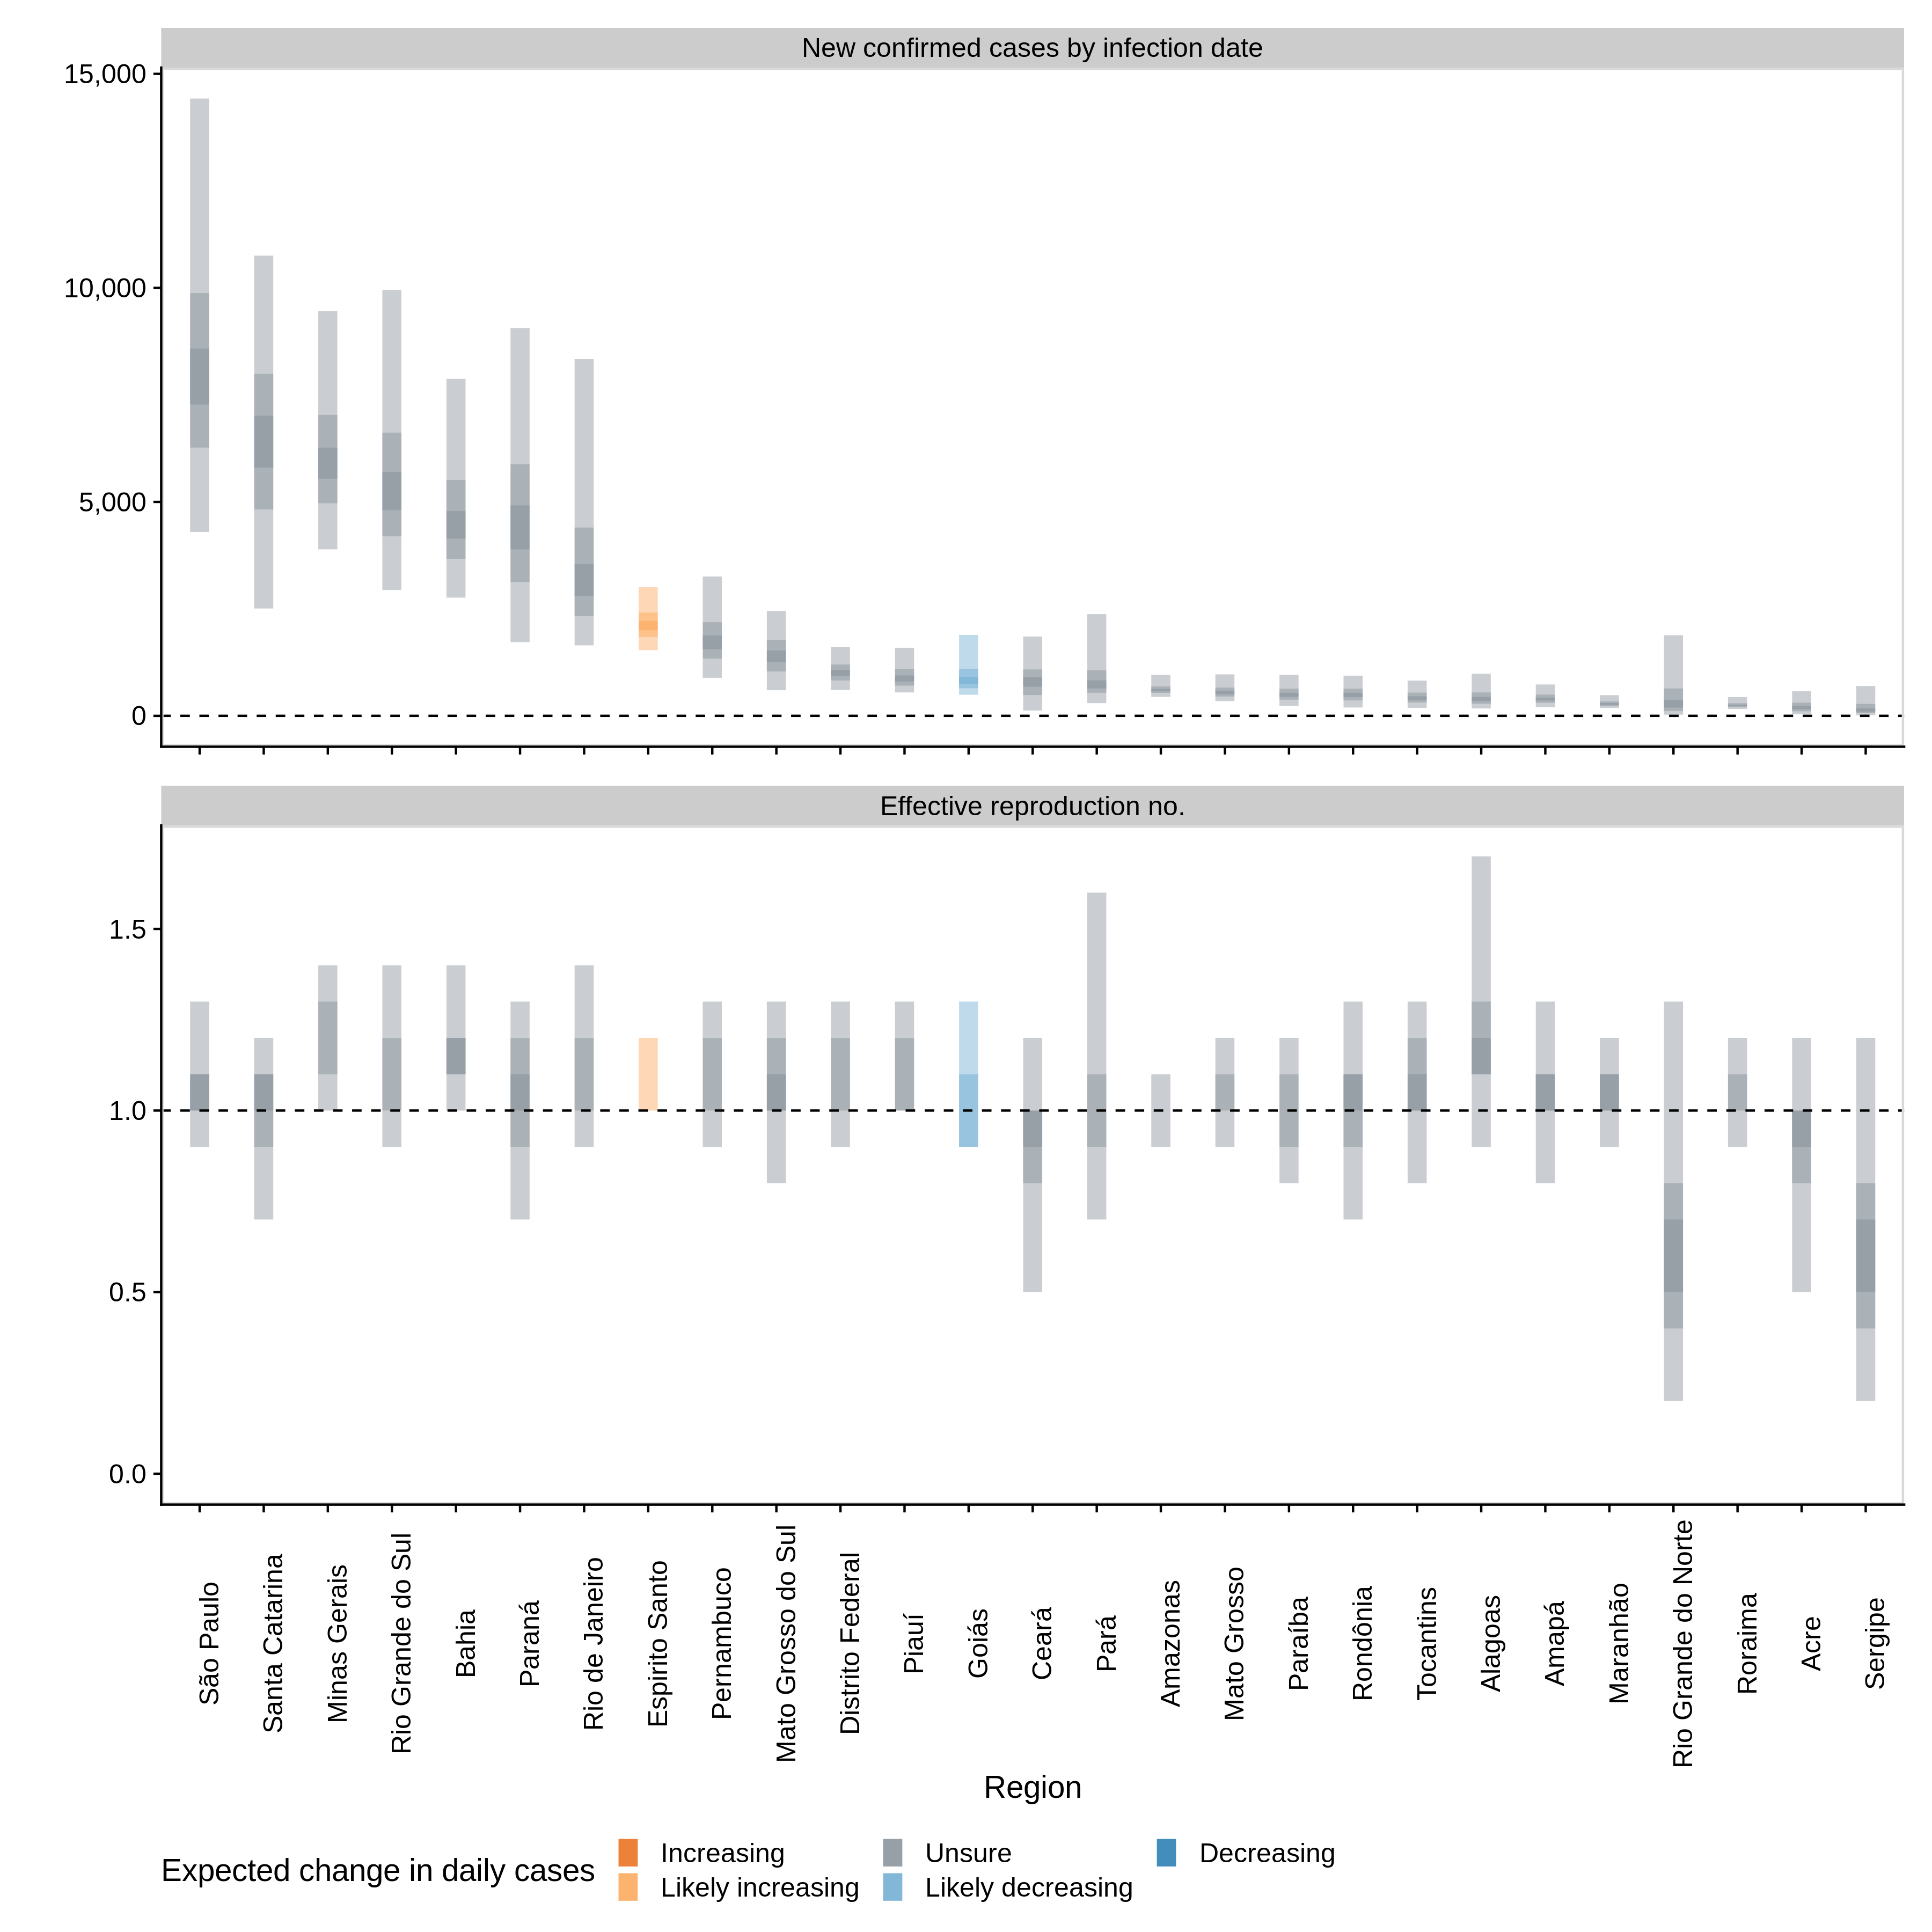 New confirmed cases by infection date
15,000
10,000
5,000
0
Effective reproduction no.
1.5
1.0
0.5
0.0
São Paulo
Santa Catarina
Minas Gerais
Rio Grande do Sul
Bahia
Paraná
Rio de Janeiro
Espirito Santo
Pernambuco
Mato Grosso do Sul
Distrito Federal
Piauí
Goiás
Ceará
Pará
Amazonas
Mato Grosso
Paraíba
Rondônia
Tocantins
Alagoas
Amapá
Maranhão
Rio Grande do Norte
Roraima
Acre
Sergipe
Region
Expected change in daily cases
Increasing
Likely increasing
Unsure
Likely decreasing
Decreasing